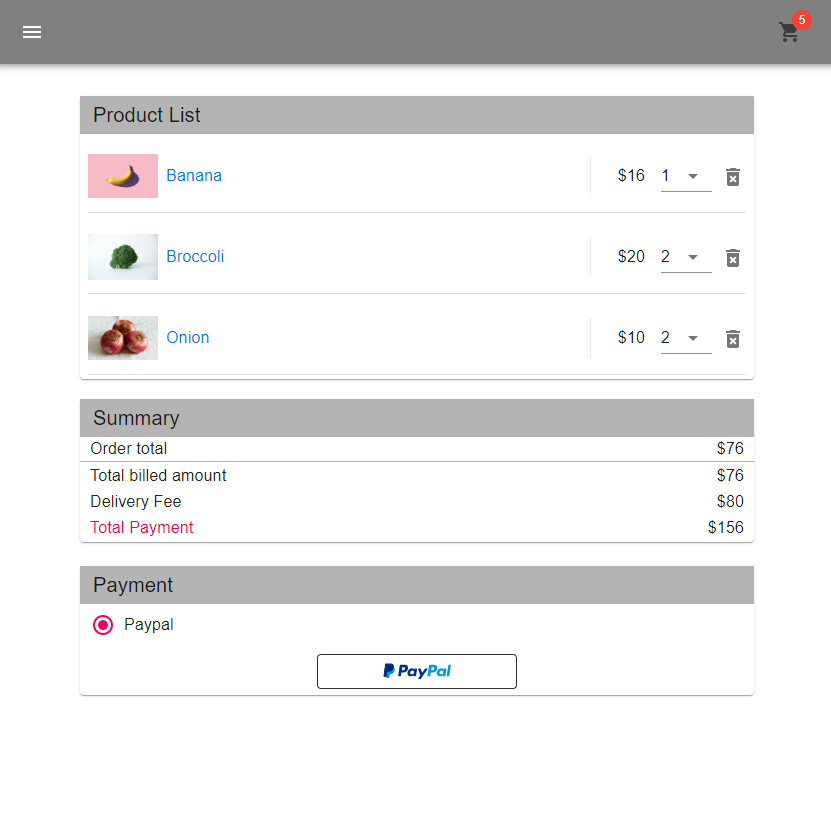 5
Product List
Banana $16 1
Broccoli $20 2
Onion $10 2
Summary
Order total $76
Total billed amount $76
Delivery Fee $80
Total Payment $156
Payment
Paypal
PayPal